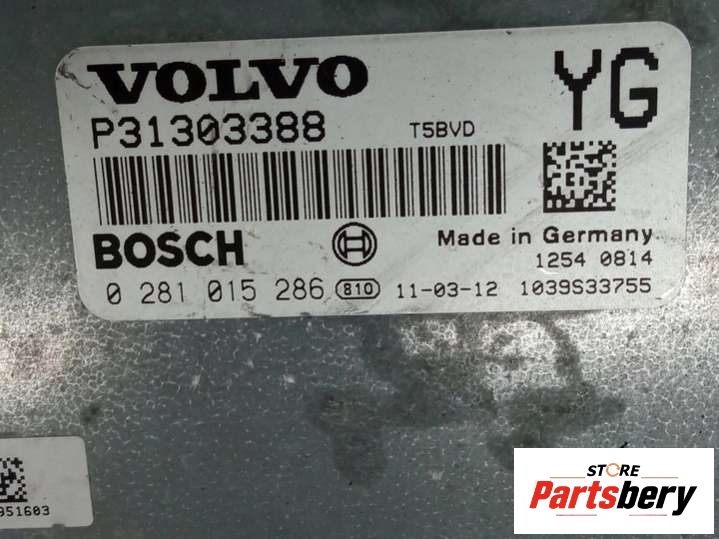 VOLVO
YG
P31303388 T5BVD
BOSCH Made in Germany
1254 0814
0 281 015 286 B10 11-03-12 1039S33755
951603
STORE
Partsbery